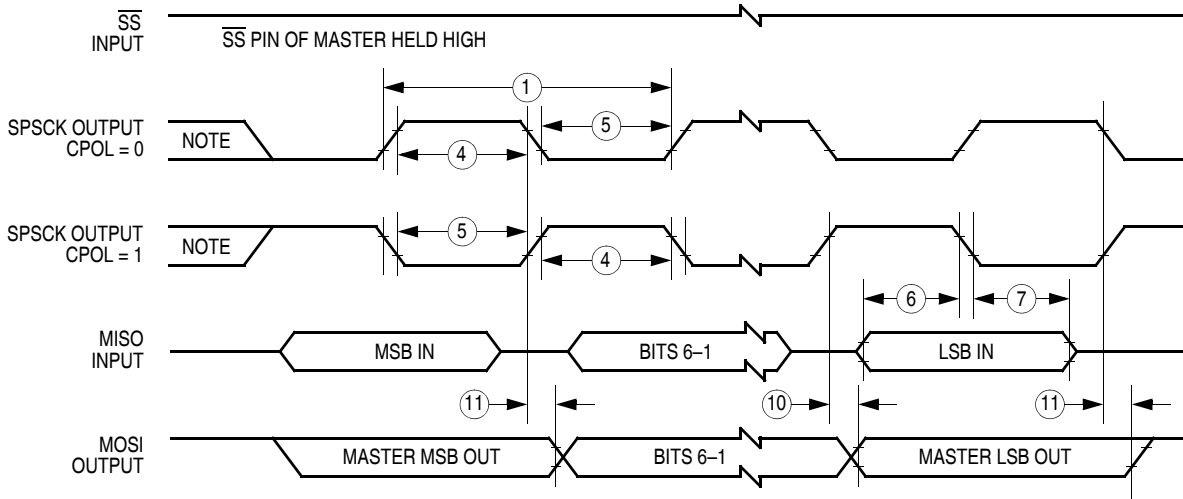 SS
INPUT
SS PIN OF MASTER HELD HIGH
1
SPSCK OUTPUT
CPOL = 0
NOTE
5
4
SPSCK OUTPUT
CPOL = 1
NOTE
5
4
6
7
MISO
INPUT
MSB IN
BITS 6–1
LSB IN
11
10
11
MOSI
OUTPUT
MASTER MSB OUT
BITS 6–1
MASTER LSB OUT